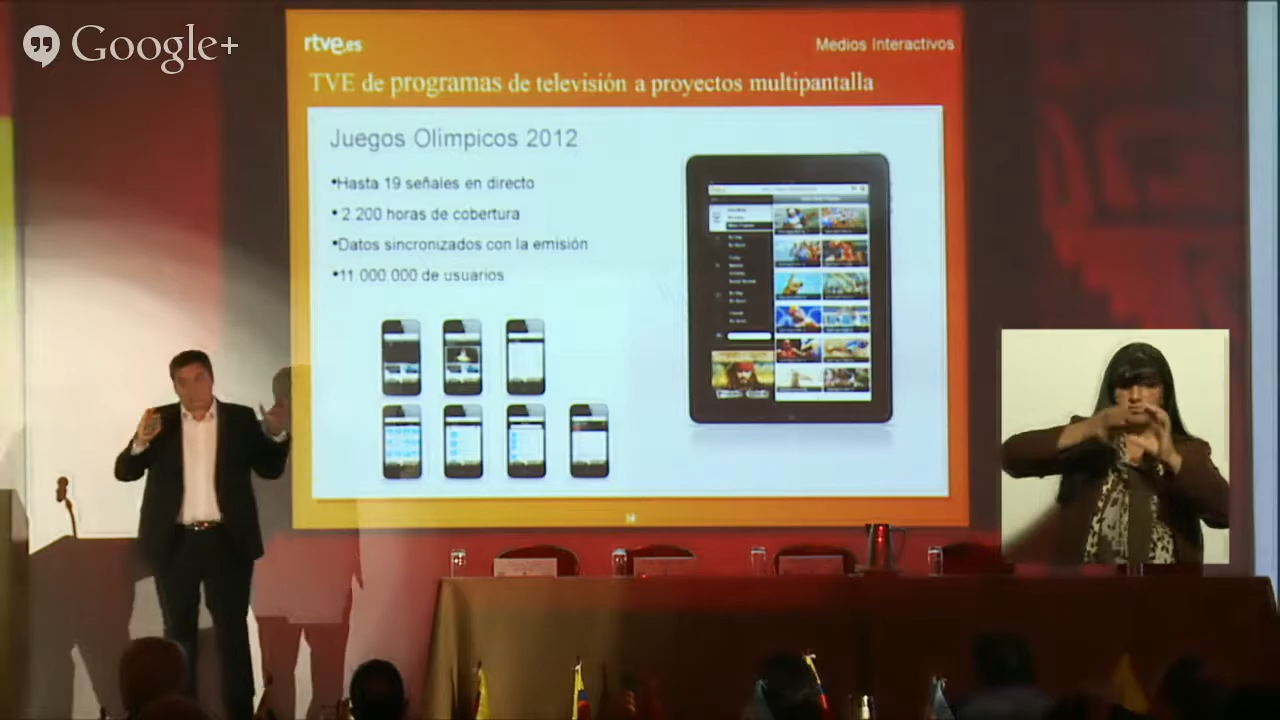 Google+
rtve.es
Medios Interactivos
TVE de programas de televisión a proyectos multipantalla
Juegos Olimpicos 2012
•Hasta 19 señales en directo
• 2.200 horas de cobertura
•Datos sincronizados con la emisión
•11.000.000 de usuarios